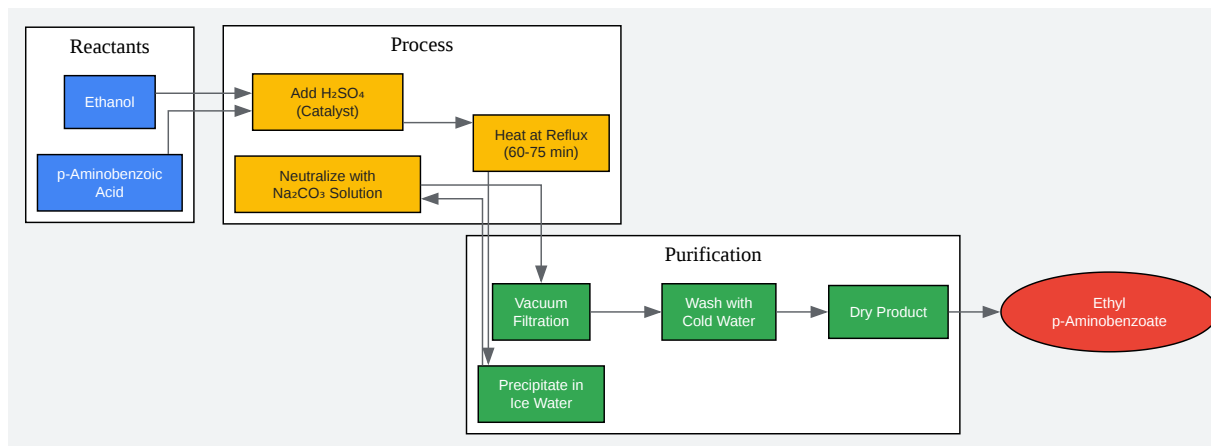 Reactants
Ethanol
p-Aminobenzoic
Acid
Process
Add H₂SO₄
(Catalyst)
Heat at Reflux
(60-75 min)
Neutralize with
Na₂CO₃ Solution
Purification
Vacuum
Filtration
Wash with
Cold Water
Dry Product
Precipitate in
Ice Water
Ethyl
p-Aminobenzoate